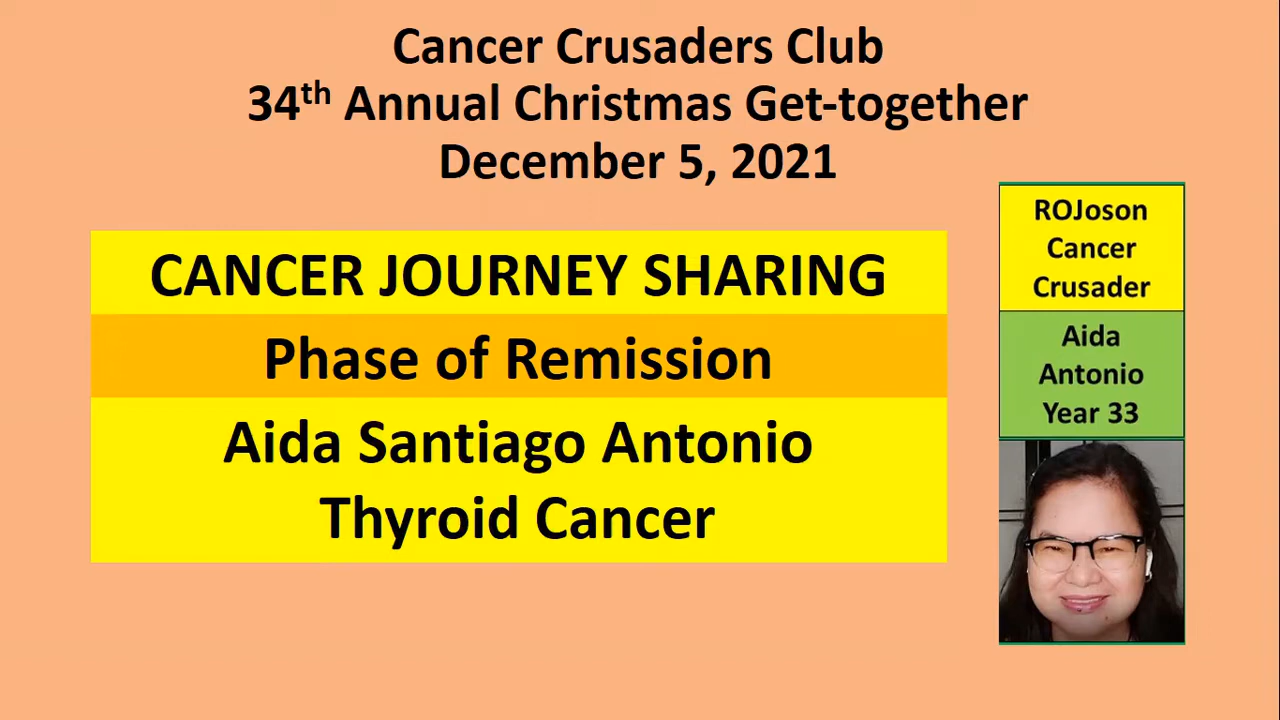 Cancer Crusaders Club
34th Annual Christmas Get-together
December 5, 2021
CANCER JOURNEY SHARING
Phase of Remission
Aida Santiago Antonio
Thyroid Cancer
ROJoson
Cancer
Crusader
Aida
Antonio
Year 33